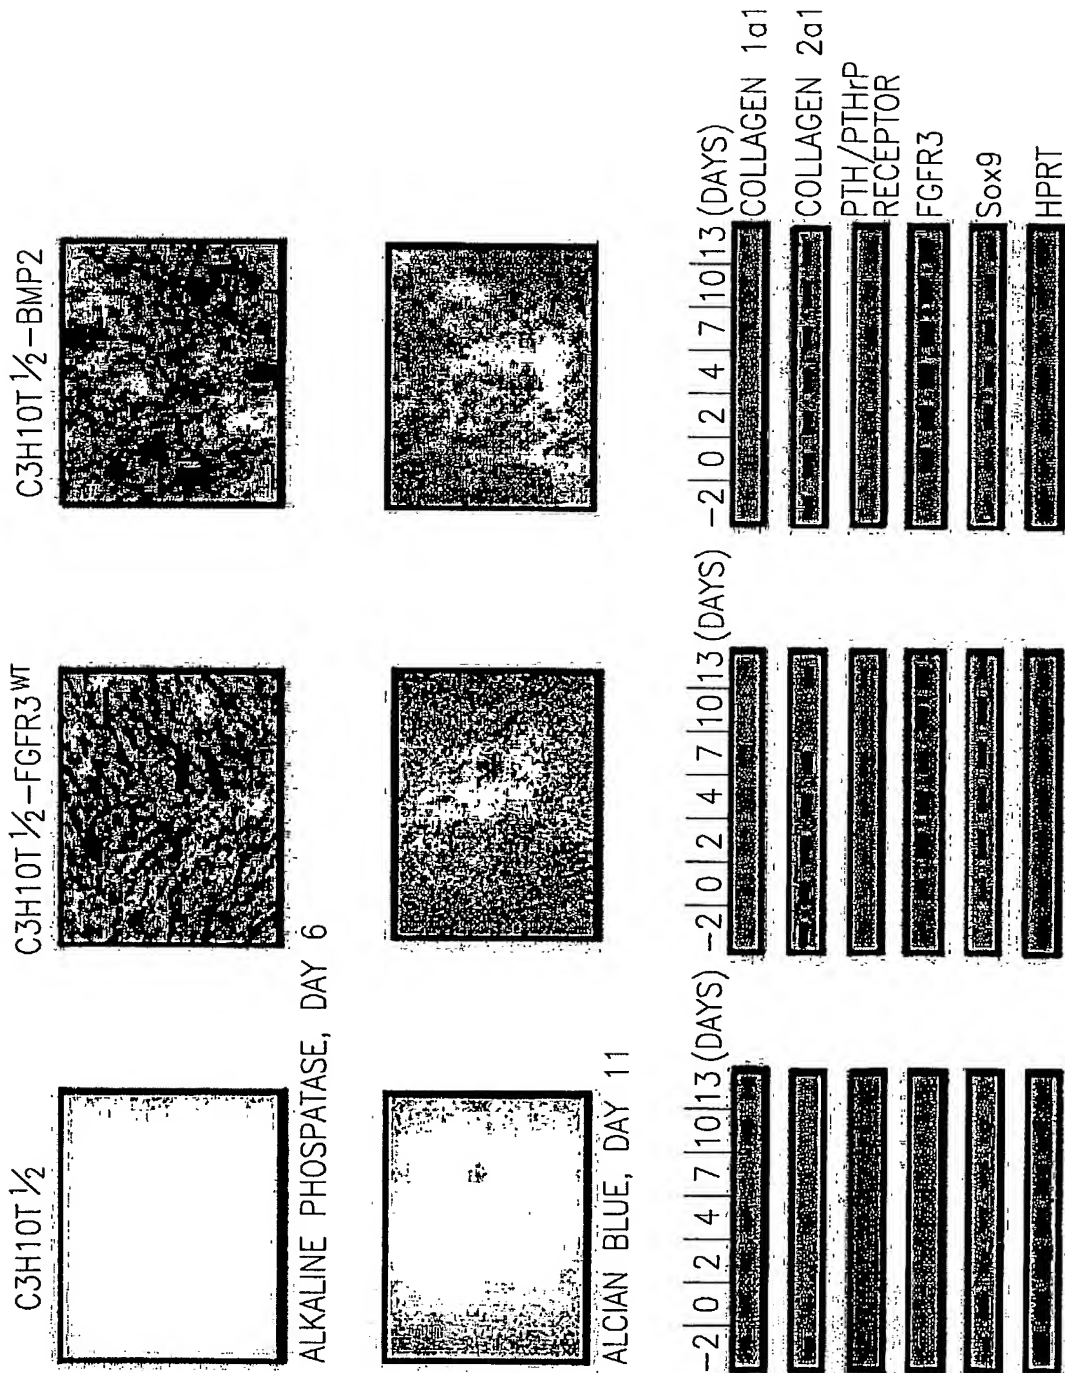 C3H10T½
C3H10T½-FGFR3WT
C3H10T½-BMP2
ALKALINE PHOSPATASE, DAY 6
ALCIAN BLUE, DAY 11
-2|0|2|4|7|10|13 (DAYS)
-2|0|2|4|7|10|13 (DAYS)
-2|0|2|4|7|10|13 (DAYS)
COLLAGEN 1a1
COLLAGEN 2a1
PTH/PTHrP
RECEPTOR
FGFR3
Sox9
HPRT